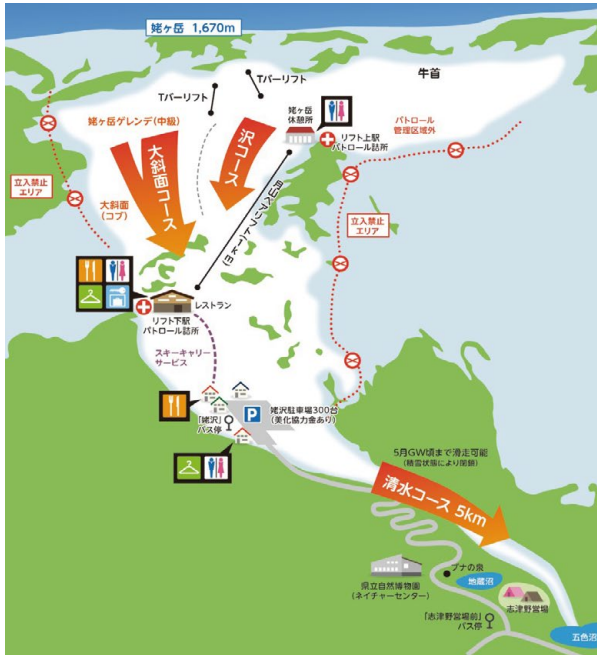 姥ヶ岳 1,670m
Tバーリフト
Tバーリフト
牛首
姥ヶ岳
休憩所
姥ヶ岳ゲレンデ(中級)
沢コース
大斜面コース
リフト上駅
パトロール詰所
パトロール
管理区域外
立入禁止
エリア
大斜面
(コブ)
月山ペアリフト(1km)
立入禁止
エリア
レストラン
リフト下駅
パトロール詰所
スキーキャリー
サービス
P
姥沢駐車場300台
(美化協力金あり)
「姥沢」
バス停
5月GW頃まで滑走可能
(積雪状態により閉鎖)
清水コース 5km
ブナの泉
県立自然博物園
(ネイチャーセンター)
地蔵沼
志津野営場
「志津野営場前」
バス停
五色沼